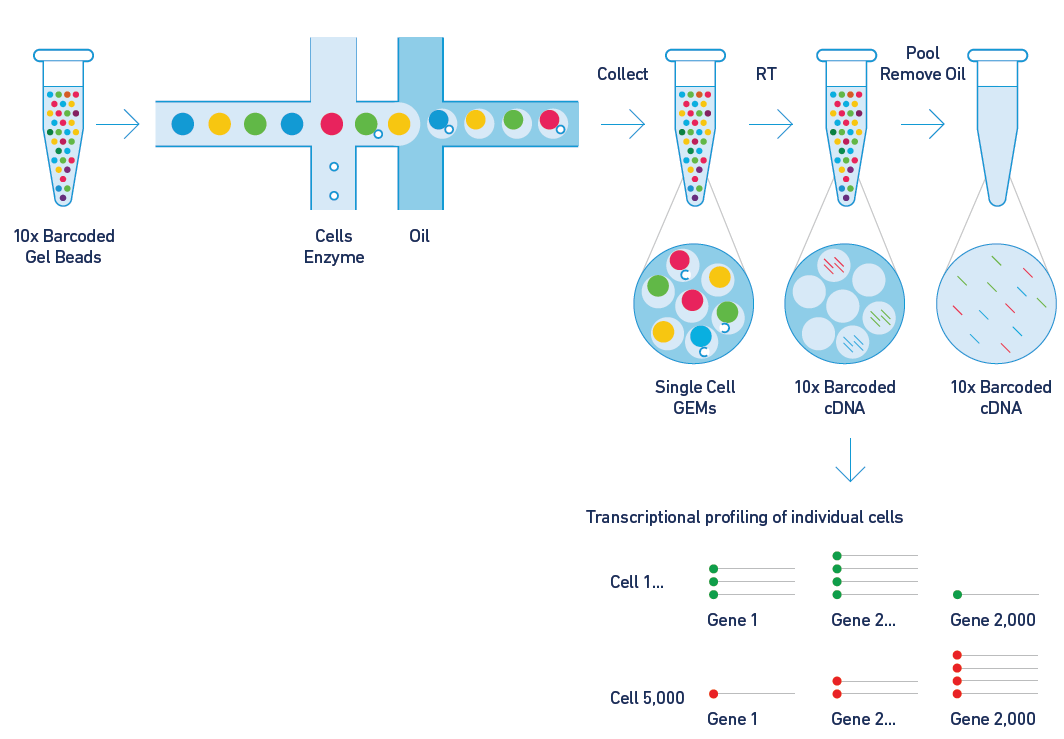 Collect
RT
Pool
Remove Oil
10x Barcoded
Gel Beads
Cells
Enzyme
Oil
Single Cell
GEMs
10x Barcoded
cDNA
10x Barcoded
cDNA
Transcriptional profiling of individual cells
Cell 1...
Gene 1
Gene 2...
Gene 2,000
Cell 5,000
Gene 1
Gene 2...
Gene 2,000